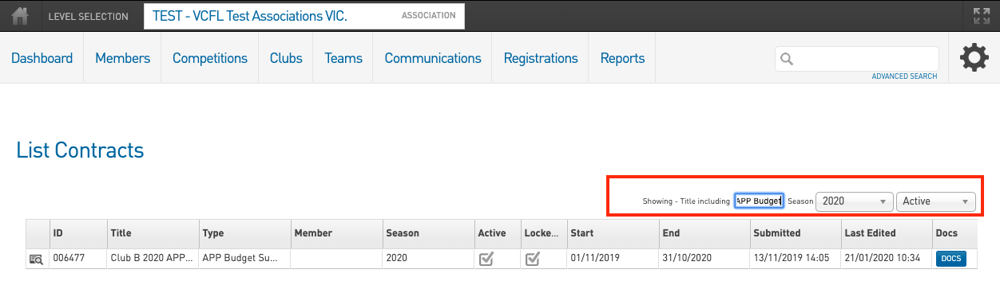 LEVEL SELECTION TEST - VCFL Test Associations VIC. ASSOCIATION
Dashboard Members Competitions Clubs Teams Communications Registrations Reports
ADVANCED SEARCH
List Contracts
Showing - Title including APP Budget Season 2020 Active
ID Title Type Member Season Active Locke... Start End Submitted Last Edited Docs
006477 Club B 2020 APP... APP Budget Su... 2020 01/11/2019 31/10/2020 13/11/2019 14:05 21/01/2020 10:34 DOCS